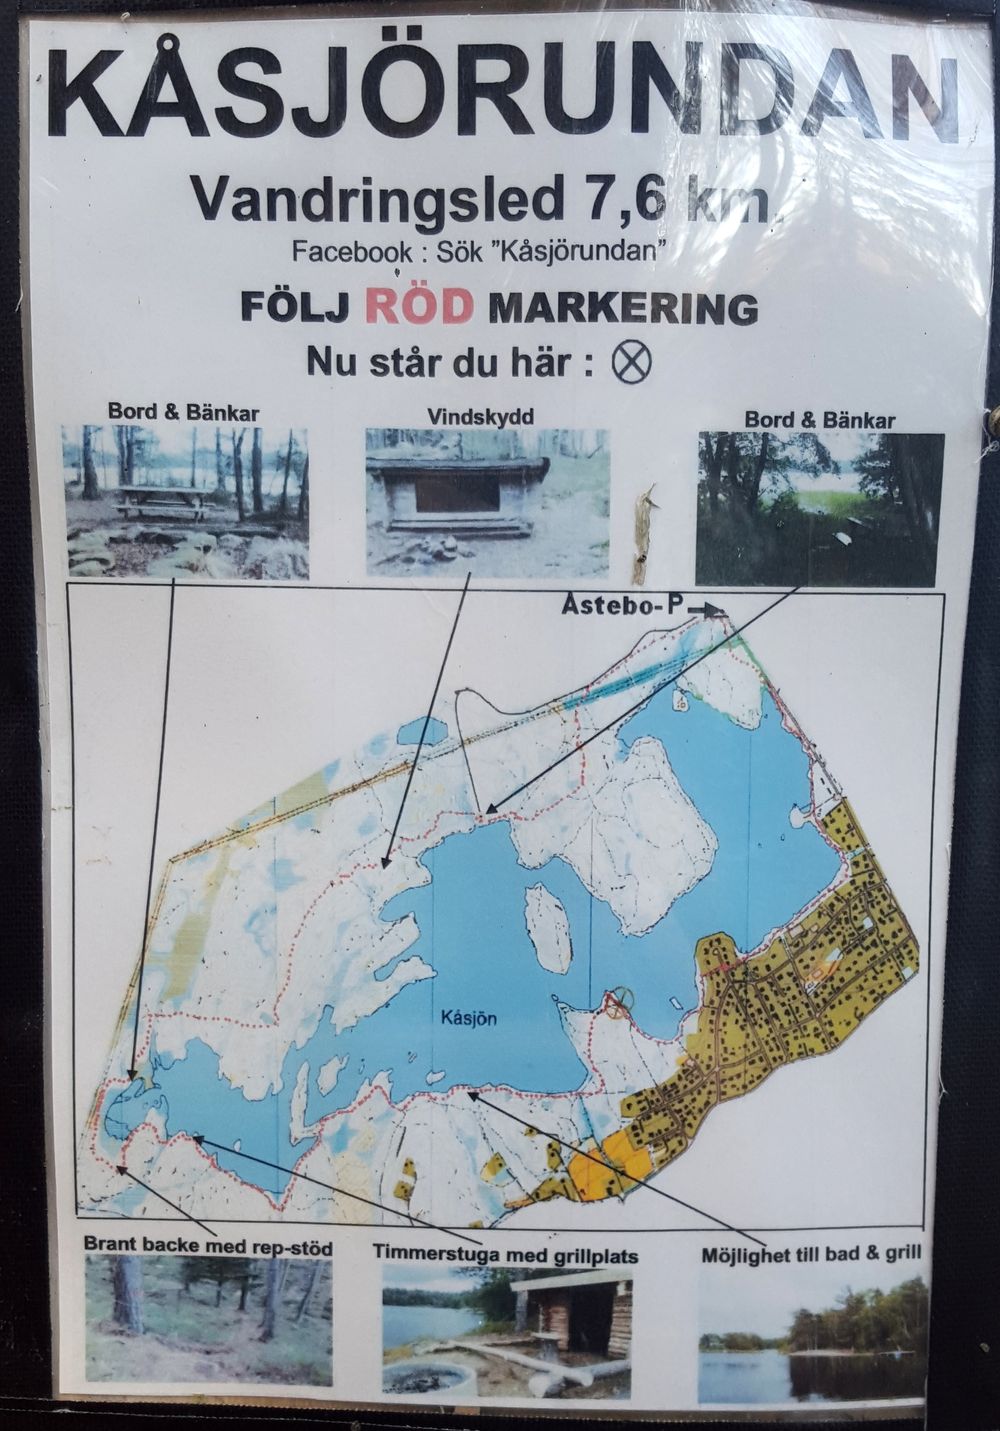 KÅSJÖRUNDAN
Vandringsled 7,6 km.
Facebook : Sök ”Kåsjörundan”
FÖLJ RÖD MARKERING
Nu står du här :
Bord & Bänkar
Vindskydd
Bord & Bänkar
Åstebo-P
Kåsjön
Brant backe med rep-stöd
Timmerstuga med grillplats
Möjlighet till bad & grill